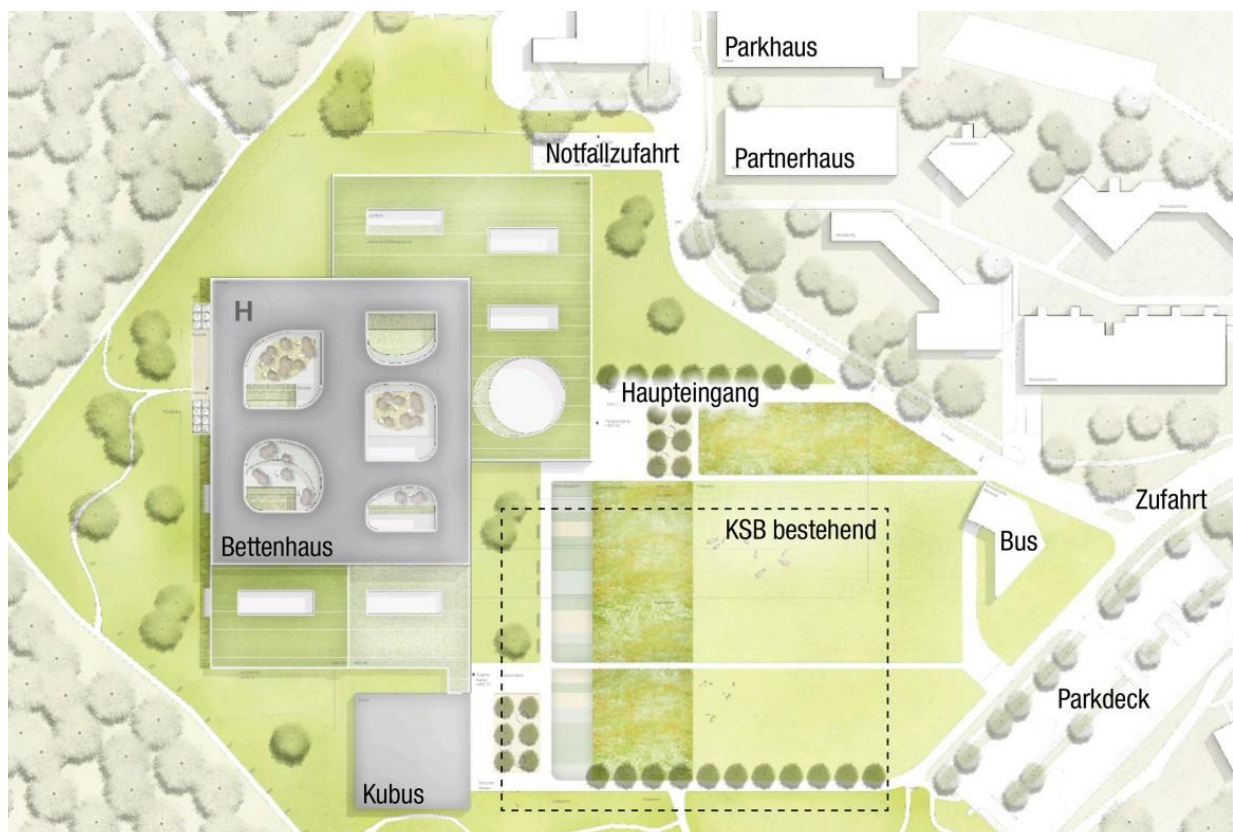 Parkhaus
Notfallzufahrt
Partnerhaus
H
Haupteingang
Zufahrt
KSB bestehend
Bus
Bettenhaus
Parkdeck
Kubus